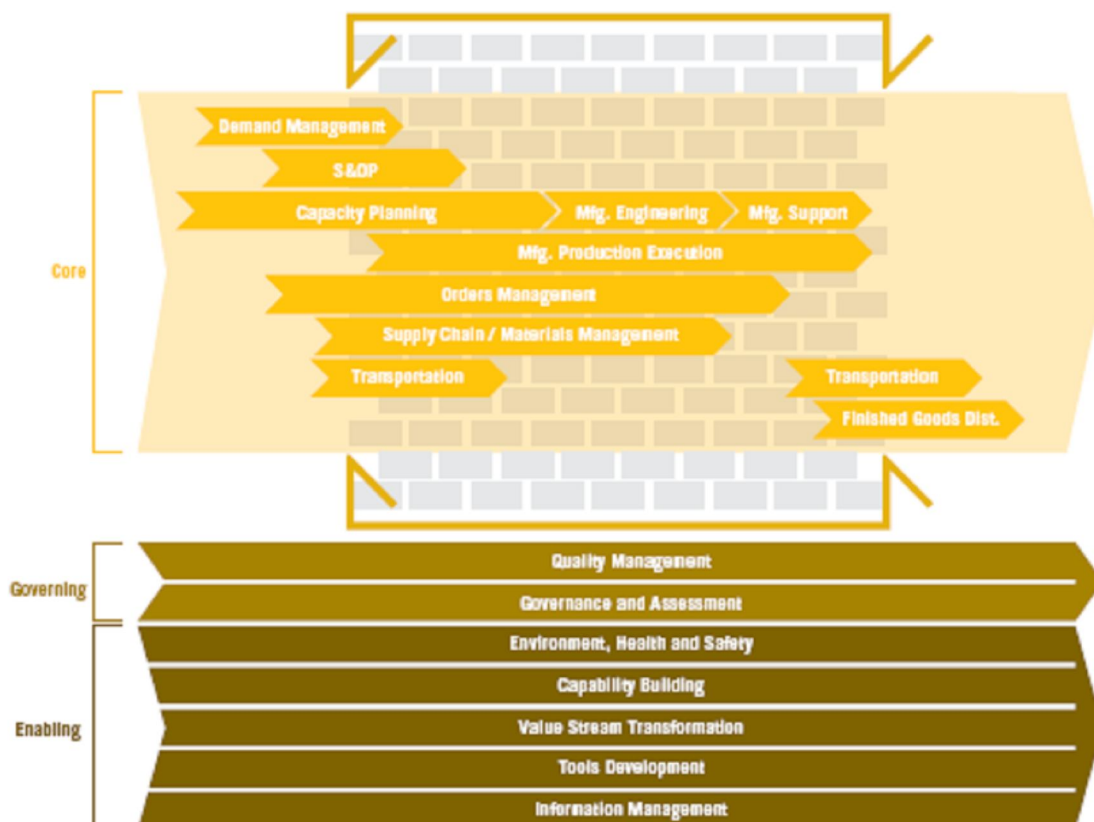 Demand Management
S&OP
Capacity Planning
Mfg. Engineering
Mfg. Support
Mfg. Production Execution
Core
Orders Management
Supply Chain / Materials Management
Transportation
Transportation
Finished Goods Dist.
Quality Management
Governing
Governance and Assessment
Environment, Health and Safety
Capability Building
Enabling
Value Stream Transformation
Tools Development
Information Management